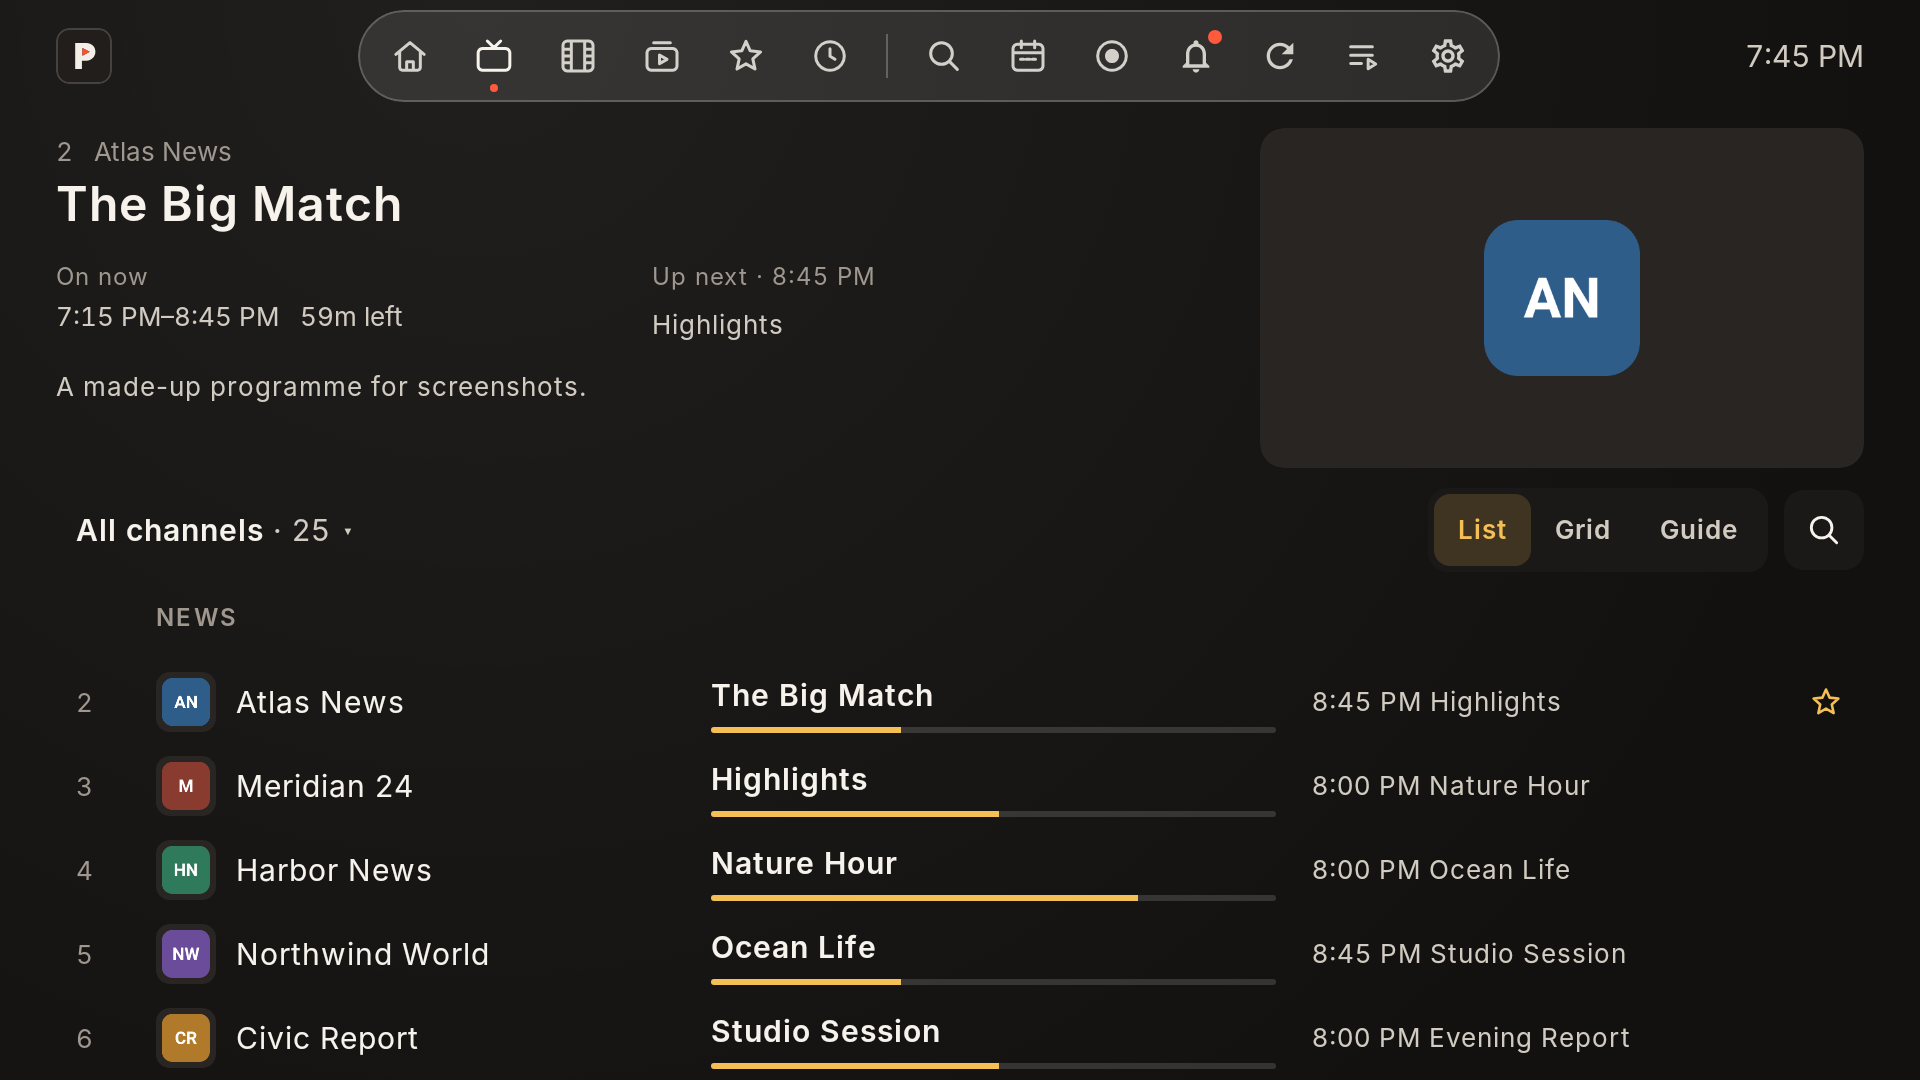 P
7:45 PM
2 Atlas News
The Big Match
On now
7:15 PM–8:45 PM 59m left
Up next · 8:45 PM
Highlights
A made-up programme for screenshots.
AN
All channels · 25
List Grid Guide
NEWS
2 AN Atlas News The Big Match 8:45 PM Highlights
3 M Meridian 24 Highlights 8:00 PM Nature Hour
4 HN Harbor News Nature Hour 8:00 PM Ocean Life
5 NW Northwind World Ocean Life 8:45 PM Studio Session
6 CR Civic Report Studio Session 8:00 PM Evening Report